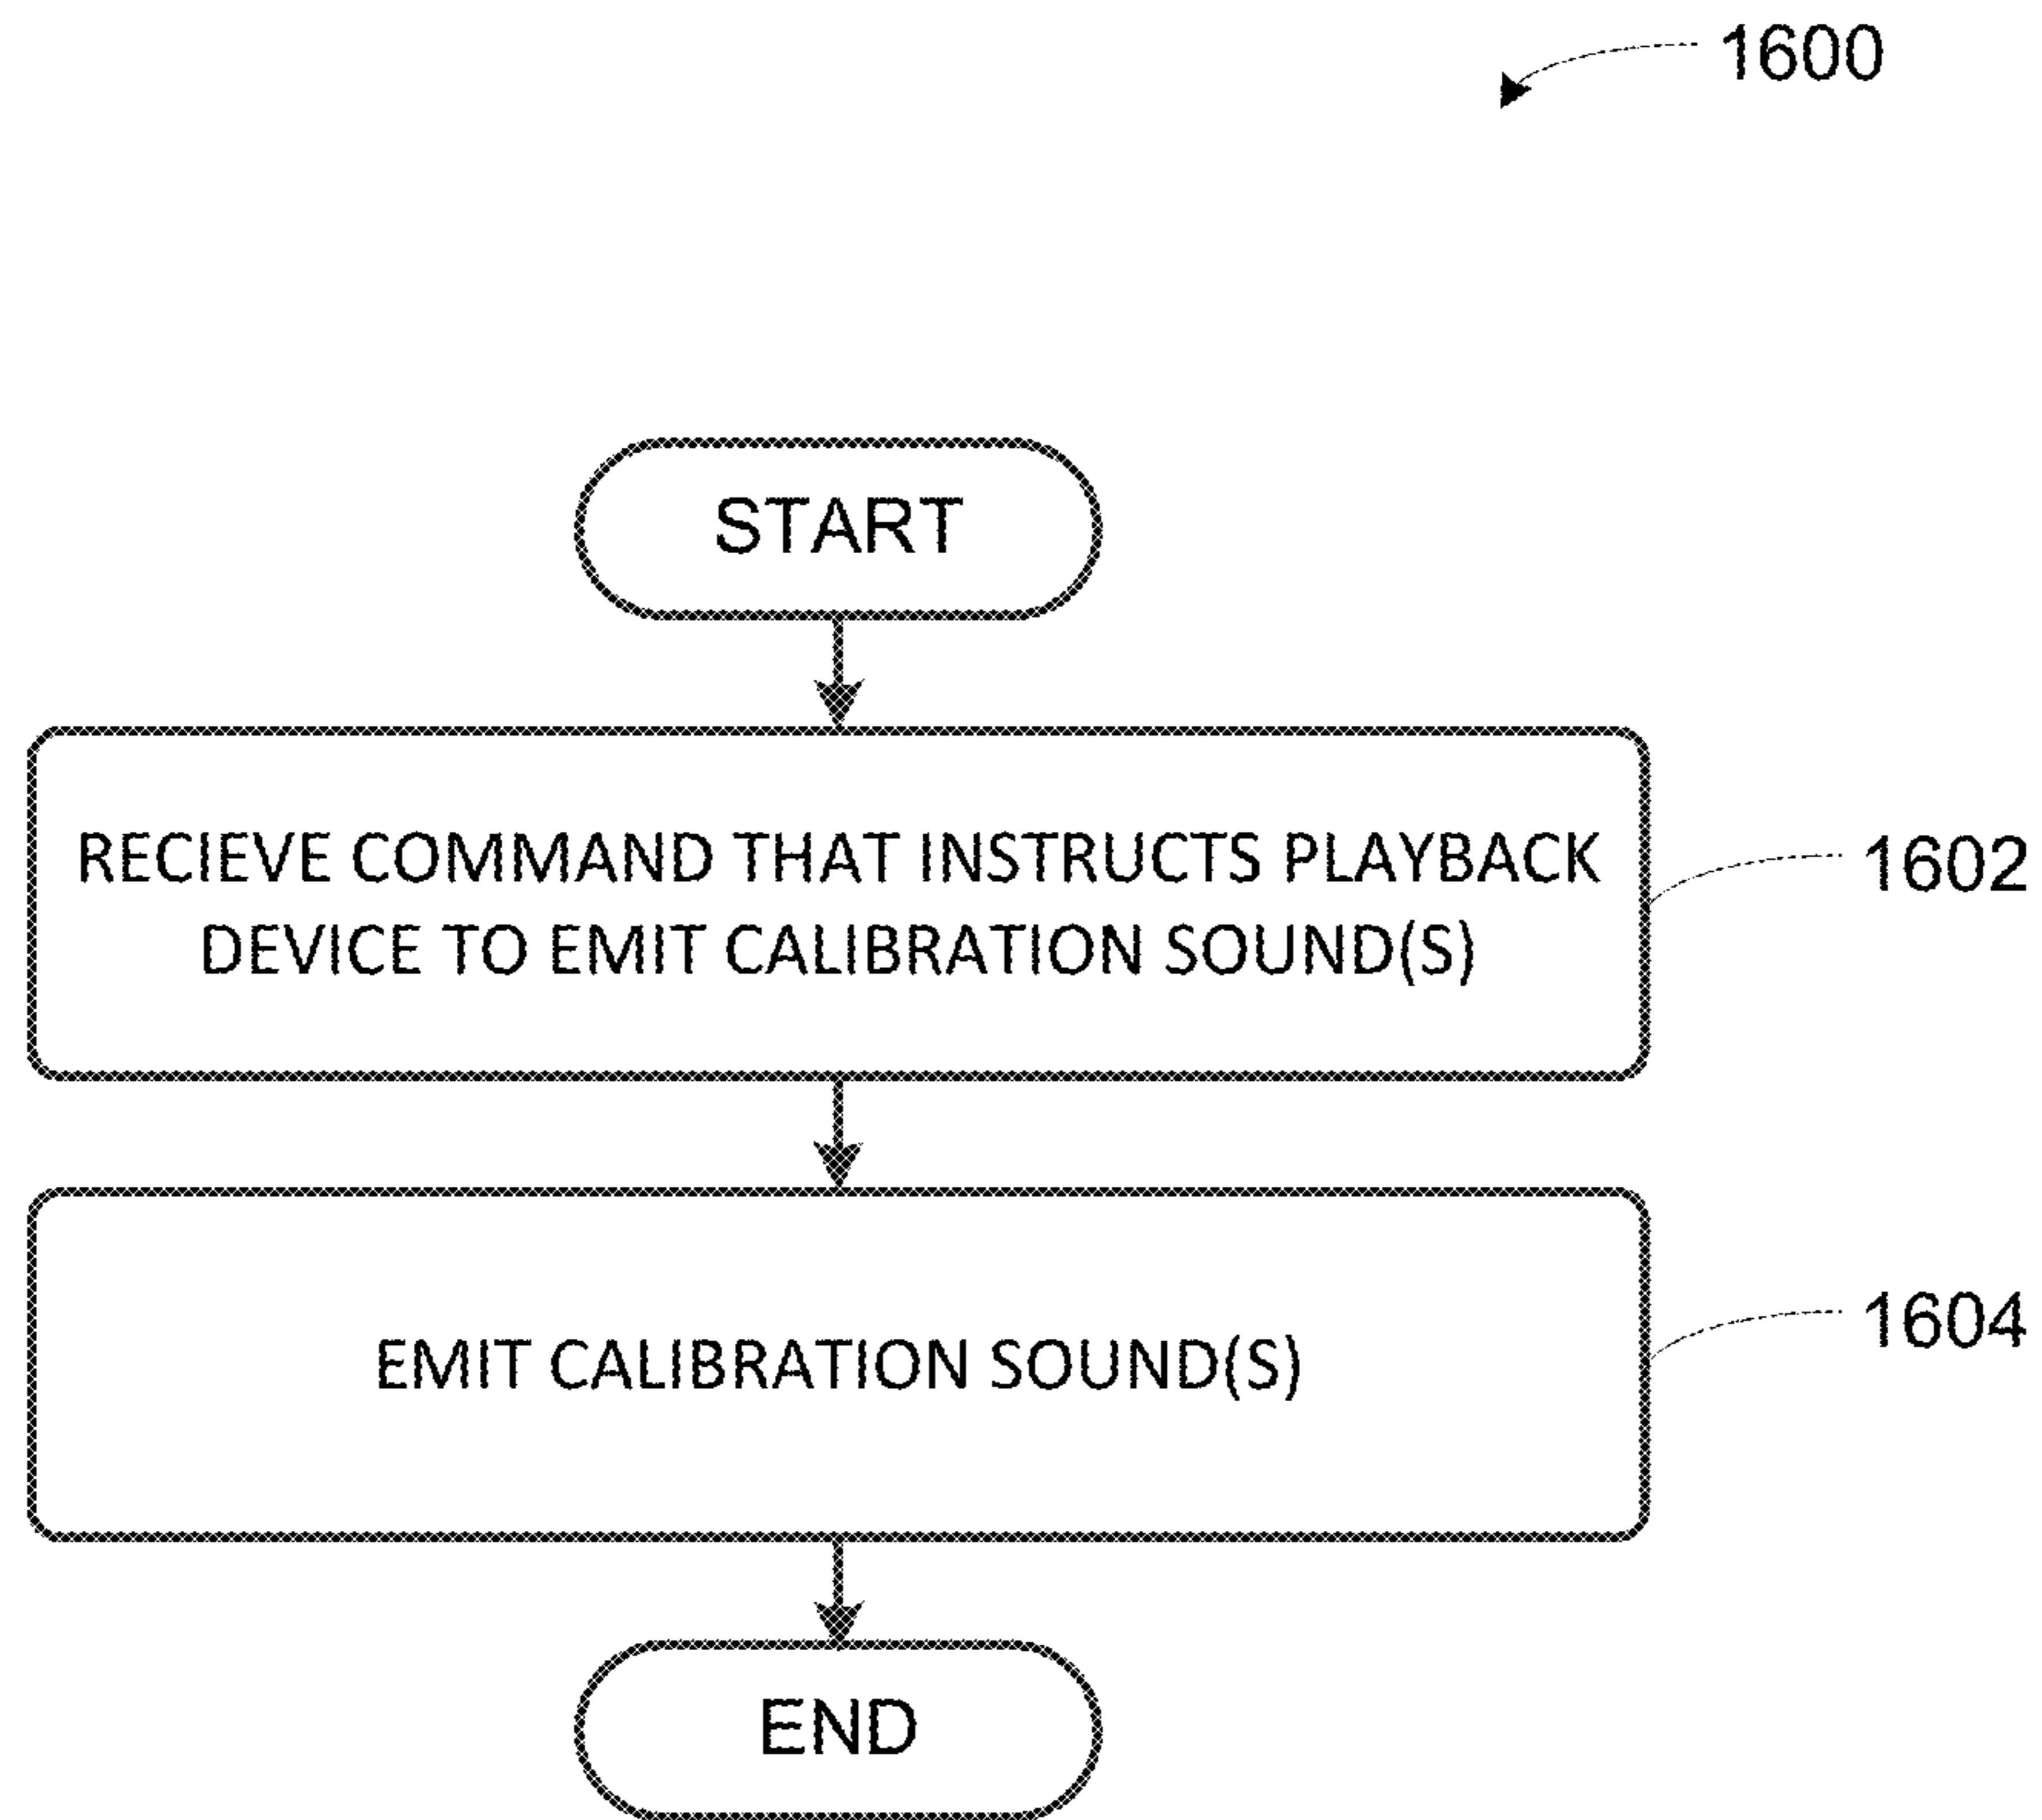 1600
START
RECIEVE COMMAND THAT INSTRUCTS PLAYBACK
DEVICE TO EMIT CALIBRATION SOUND(S)
1602
EMIT CALIBRATION SOUND(S)
1604
END